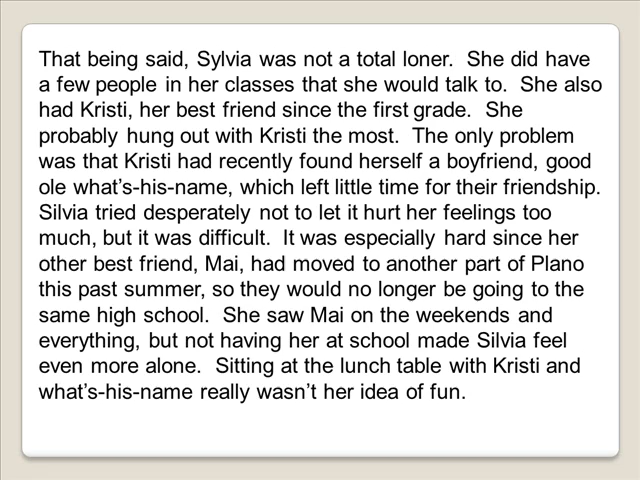 That being said, Sylvia was not a total loner.  She did have
a few people in her classes that she would talk to.  She also
had Kristi, her best friend since the first grade.  She
probably hung out with Kristi the most.  The only problem
was that Kristi had recently found herself a boyfriend, good
ole what’s-his-name, which left little time for their friendship.
Silvia tried desperately not to let it hurt her feelings too
much, but it was difficult.  It was especially hard since her
other best friend, Mai, had moved to another part of Plano
this past summer, so they would no longer be going to the
same high school.  She saw Mai on the weekends and
everything, but not having her at school made Silvia feel
even more alone.  Sitting at the lunch table with Kristi and
what’s-his-name really wasn’t her idea of fun.